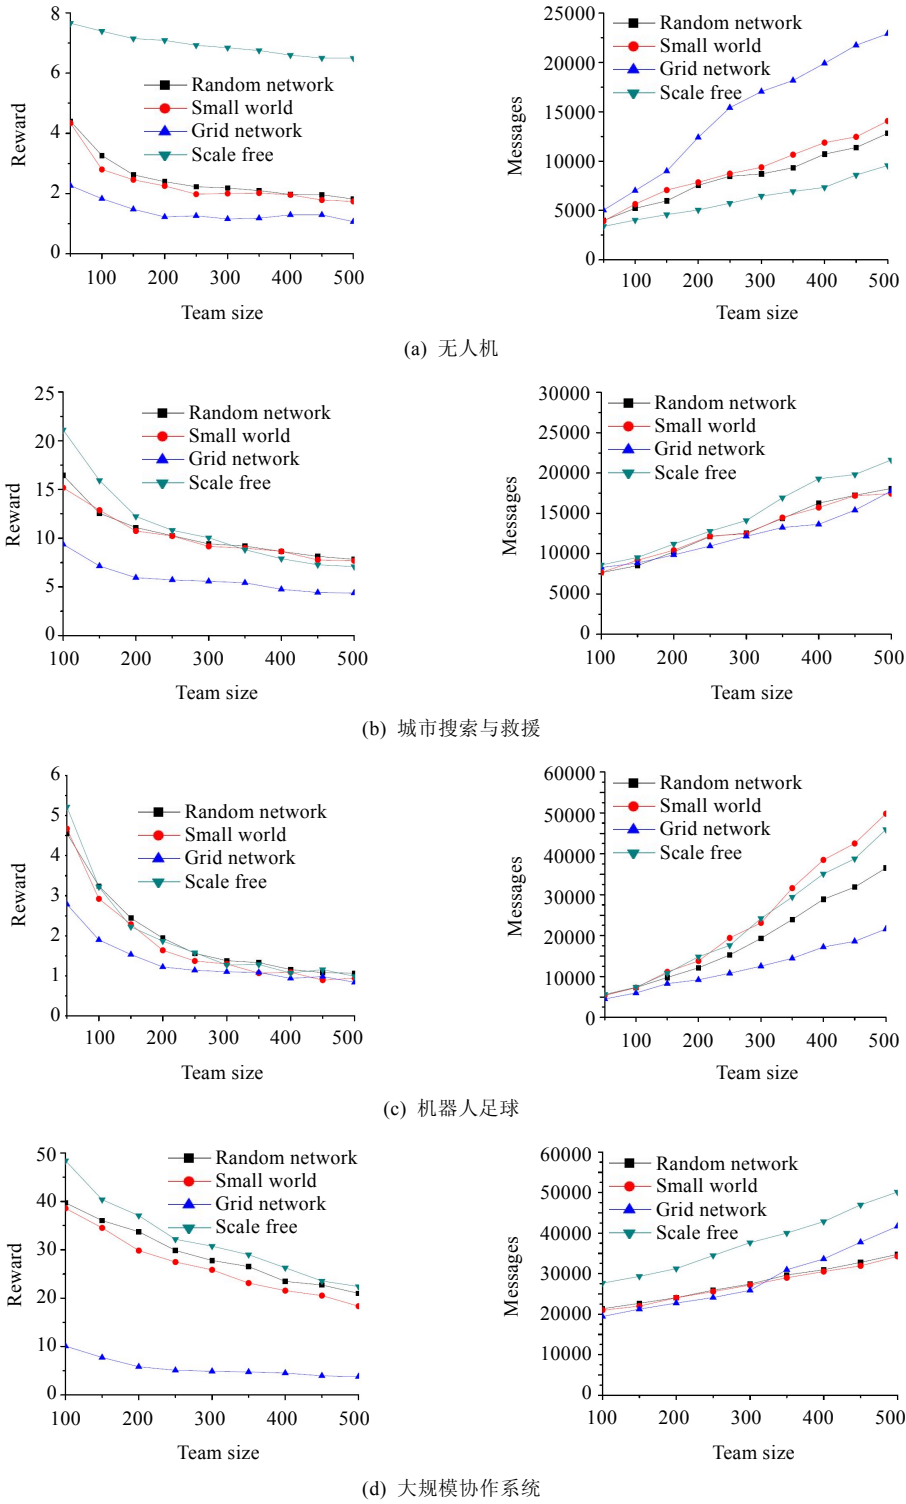 8
6
4
2
0
Reward
Random network
Small world
Grid network
Scale free
100 200 300 400 500
Team size
25000
20000
15000
10000
5000
0
Messages
Random network
Small world
Grid network
Scale free
100 200 300 400 500
Team size
(a) 无人机
25
20
15
10
5
0
Reward
Random network
Small world
Grid network
Scale free
100 200 300 400 500
Team size
30000
25000
20000
15000
10000
5000
0
Messages
Random network
Small world
Grid network
Scale free
100 200 300 400 500
Team size
(b) 城市搜索与救援
6
5
4
3
2
1
0
Reward
Random network
Small world
Grid network
Scale free
100 200 300 400 500
Team size
60000
50000
40000
30000
20000
10000
0
Messages
Random network
Small world
Grid network
Scale free
100 200 300 400 500
Team size
(c) 机器人足球
50
40
30
20
10
0
Reward
Random network
Small world
Grid network
Scale free
100 200 300 400 500
Team size
60000
50000
40000
30000
20000
10000
0
Messages
Random network
Small world
Grid network
Scale free
100 200 300 400 500
Team size
(d) 大规模协作系统